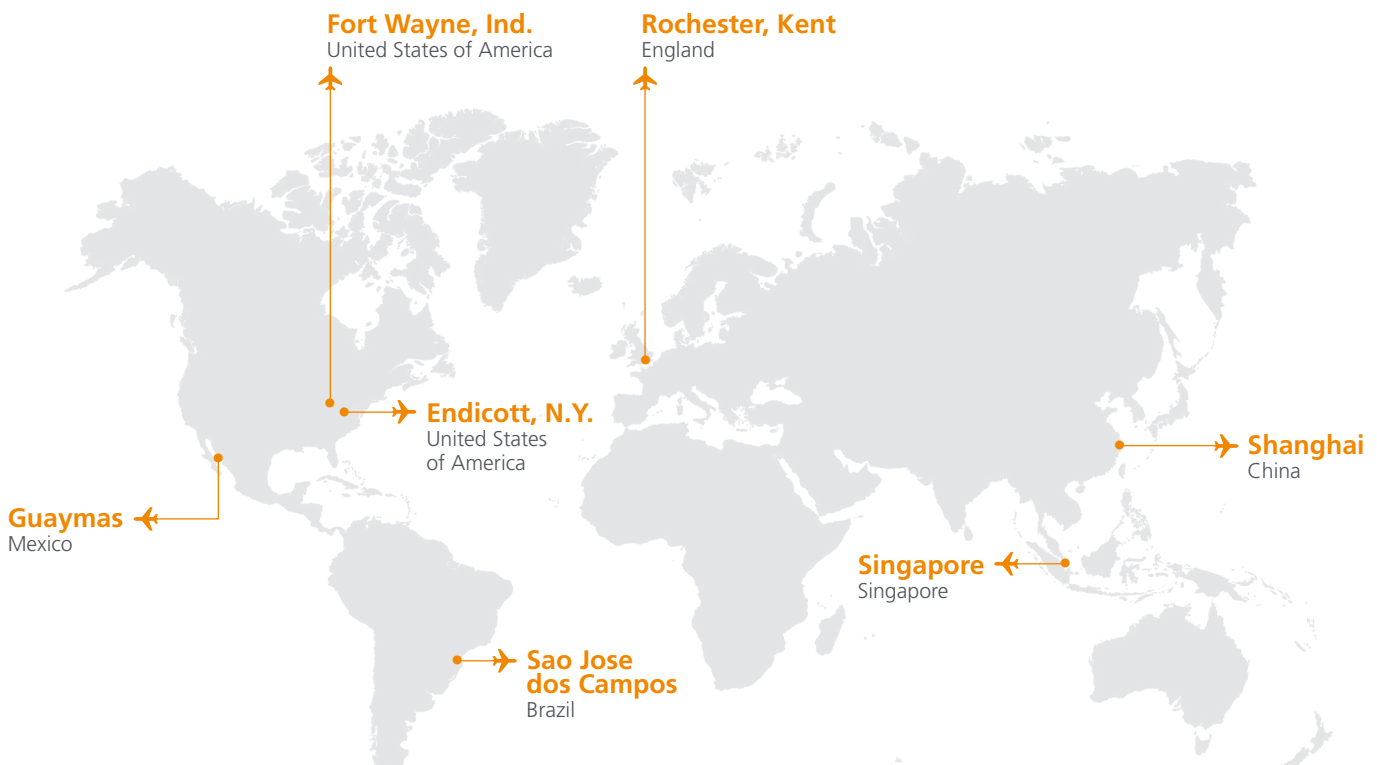 Fort Wayne, Ind.
United States of America
Rochester, Kent
England
Endicott, N.Y.
United States
of America
Shanghai
China
Guaymas
Mexico
Singapore
Singapore
Sao Jose
dos Campos
Brazil